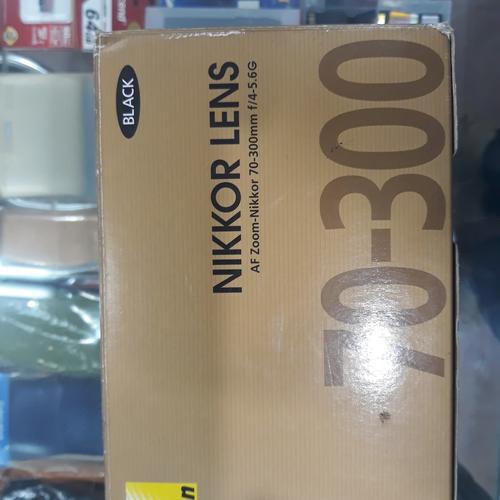 BLACK
NIKKOR LENS
AF Zoom-Nikkor 70-300mm f/4-5.6G
70-300